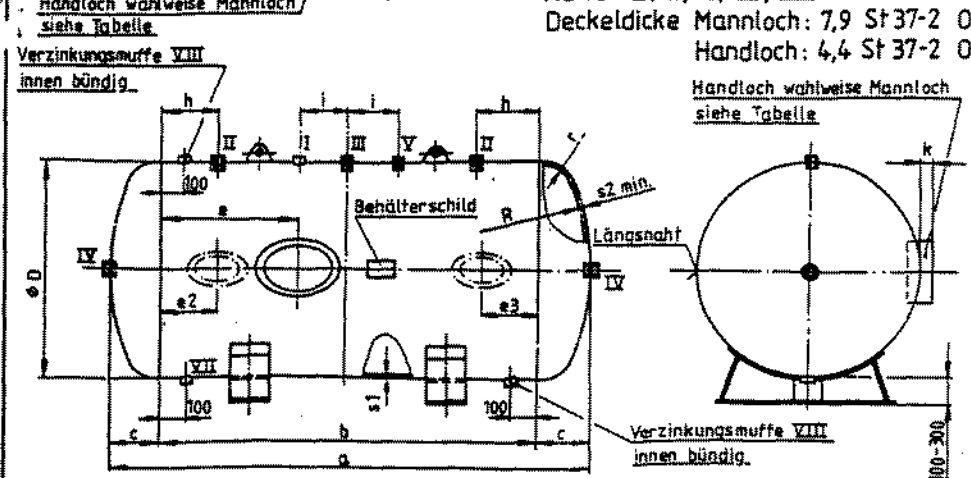 Handloch wahlweise Mannloch
siehe Tabelle
Deckeldicke Mannloch: 7,9 St 37-2
Handloch: 4,4 St 37-2
Verzinkungsmuffe VIII
innen bündig
Handloch wahlweise Mannloch
siehe Tabelle
h
i
i
h
II
I
III
V
II
r
k
100
s2 min.
e
Behälterschild
R
Längsnaht
IV
IV
ø D
e2
e3
VII
s1
100
100
c
b
c
a
Verzinkungsmuffe VIII
innen bündig